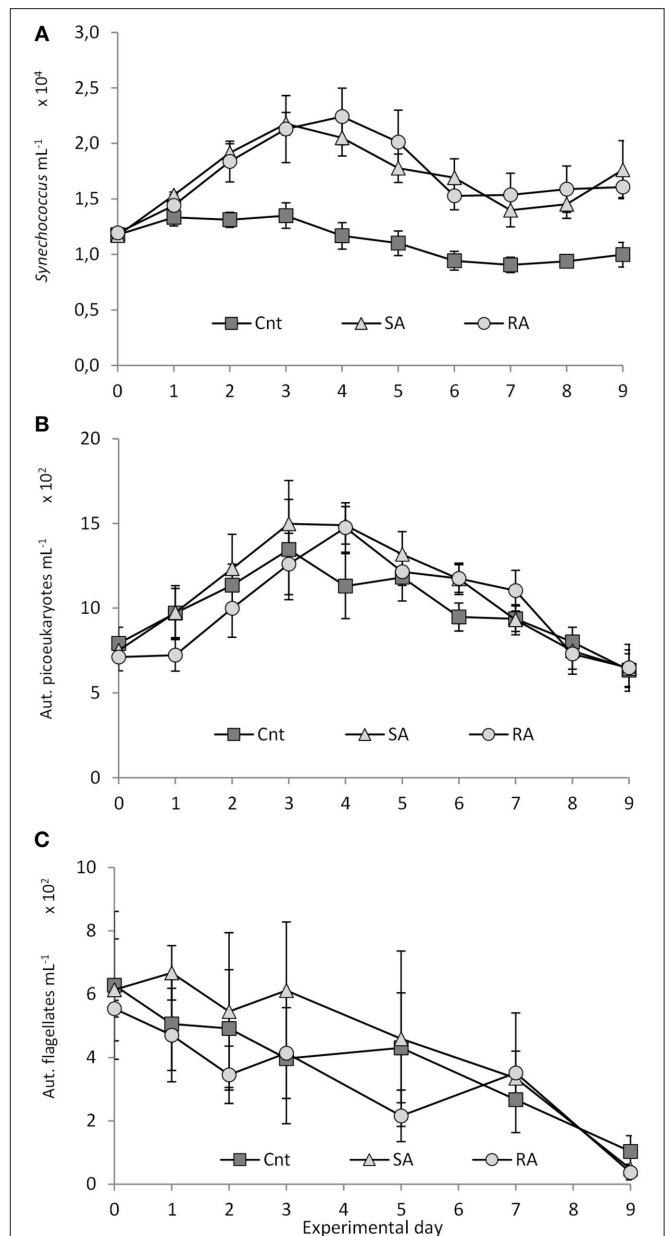 A
x 10⁴
Synechococcus mL⁻¹
3,0
2,5
2,0
1,5
1,0
0,5
0,0
Cnt SA RA
0 1 2 3 4 5 6 7 8 9
B
x 10²
Aut. picoeukaryotes mL⁻¹
20
15
10
5
0
Cnt SA RA
0 1 2 3 4 5 6 7 8 9
C
x 10²
Aut. flagellates mL⁻¹
10
8
6
4
2
0
Cnt SA RA
0 1 2 3 4 5 6 7 8 9
Experimental day